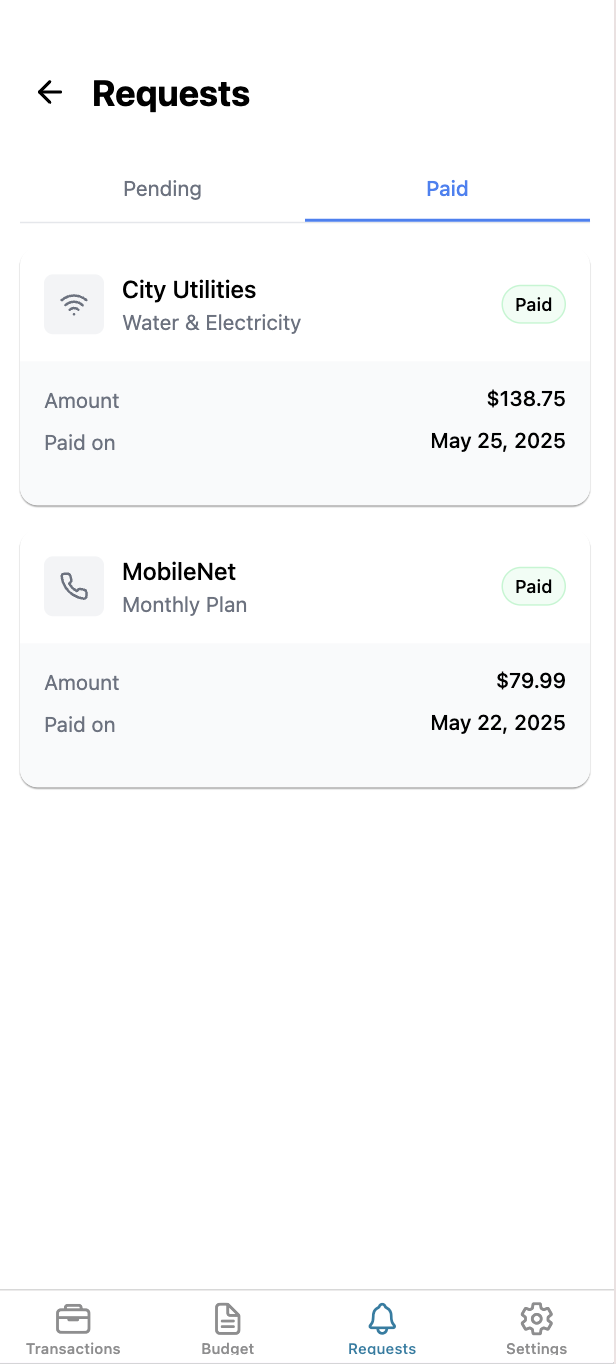 Requests
Pending
Paid
City Utilities
Water & Electricity
Paid
Amount
$138.75
Paid on
May 25, 2025
MobileNet
Monthly Plan
Paid
Amount
$79.99
Paid on
May 22, 2025
Transactions
Budget
Requests
Settings